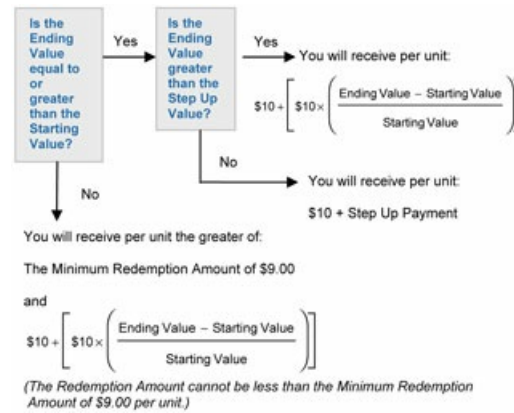 Is the
Ending
Value
equal to
or
greater
than the
Starting
Value?
Yes
Is the
Ending
Value
greater
than the
Step Up
Value?
Yes
You will receive per unit:
$10 + [ $10 × ( Ending Value – Starting Value
Starting Value )
No
You will receive per unit:
$10 + Step Up Payment
No
You will receive per unit the greater of:
The Minimum Redemption Amount of $9.00
and
$10 + [ $10 × ( Ending Value – Starting Value
Starting Value ) ]
(The Redemption Amount cannot be less than the Minimum Redemption
Amount of $9.00 per unit.)